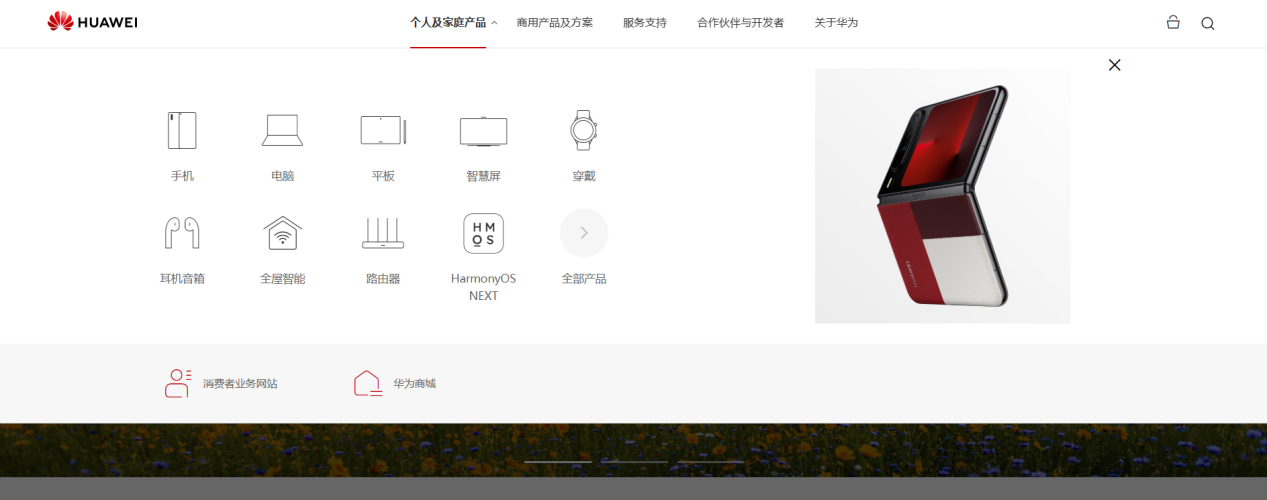 HUAWEI
个人及家庭产品
商用产品及方案
服务支持
合作伙伴与开发者
关于华为
手机
电脑
平板
智慧屏
穿戴
HM
OS
耳机音箱
全屋智能
路由器
HarmonyOS
NEXT
全部产品
消费者业务网站
华为商城